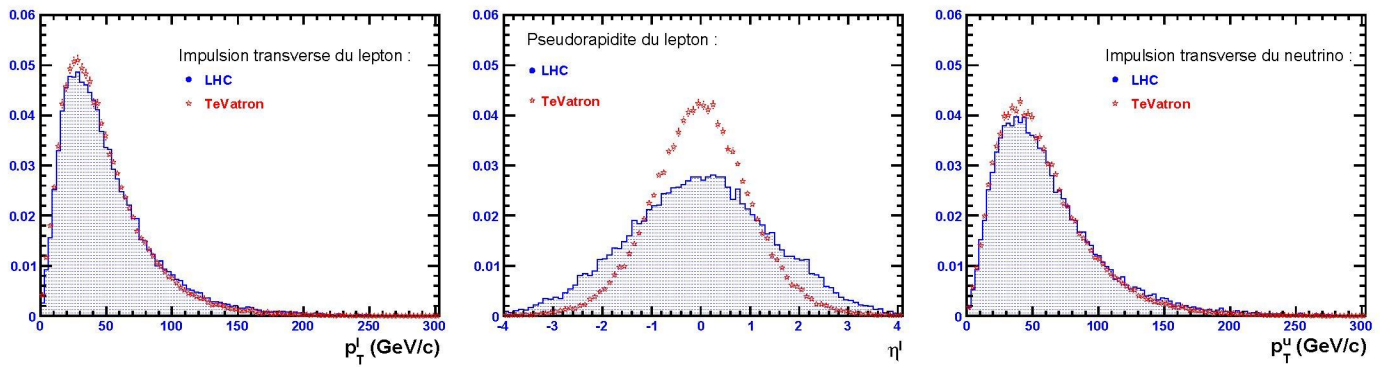 0.06
0.05
0.04
0.03
0.02
0.01
0
Impulsion transverse du lepton :
LHC
TeVatron
0 50 100 150 200 250 300
p_T^l (GeV/c)
0.06
0.05
0.04
0.03
0.02
0.01
0
Pseudorapidite du lepton :
LHC
TeVatron
-4 -3 -2 -1 0 1 2 3 4
η^l
0.06
0.05
0.04
0.03
0.02
0.01
0
Impulsion transverse du neutrino :
LHC
TeVatron
0 50 100 150 200 250 300
p_T^υ (GeV/c)